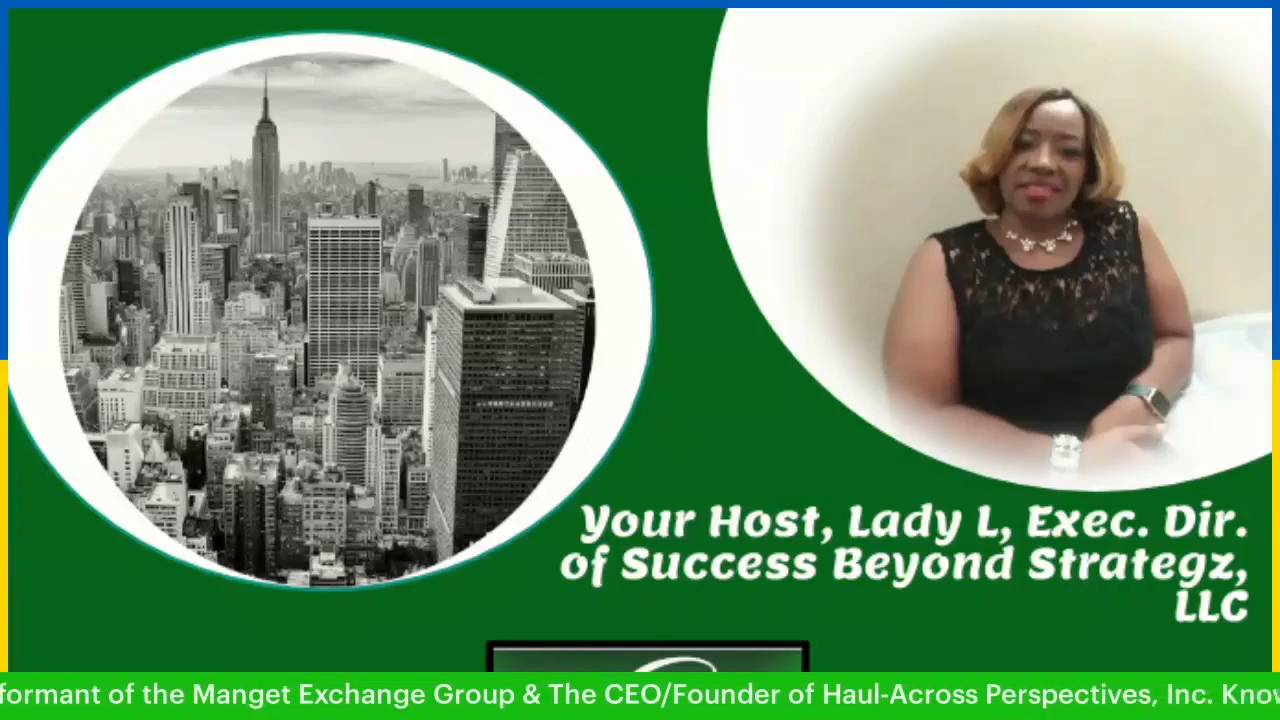 Your Host, Lady L, Exec. Dir.
of Success Beyond Strategz,
LLC
formant of the Manget Exchange Group & The CEO/Founder of Haul-Across Perspectives, Inc. Know